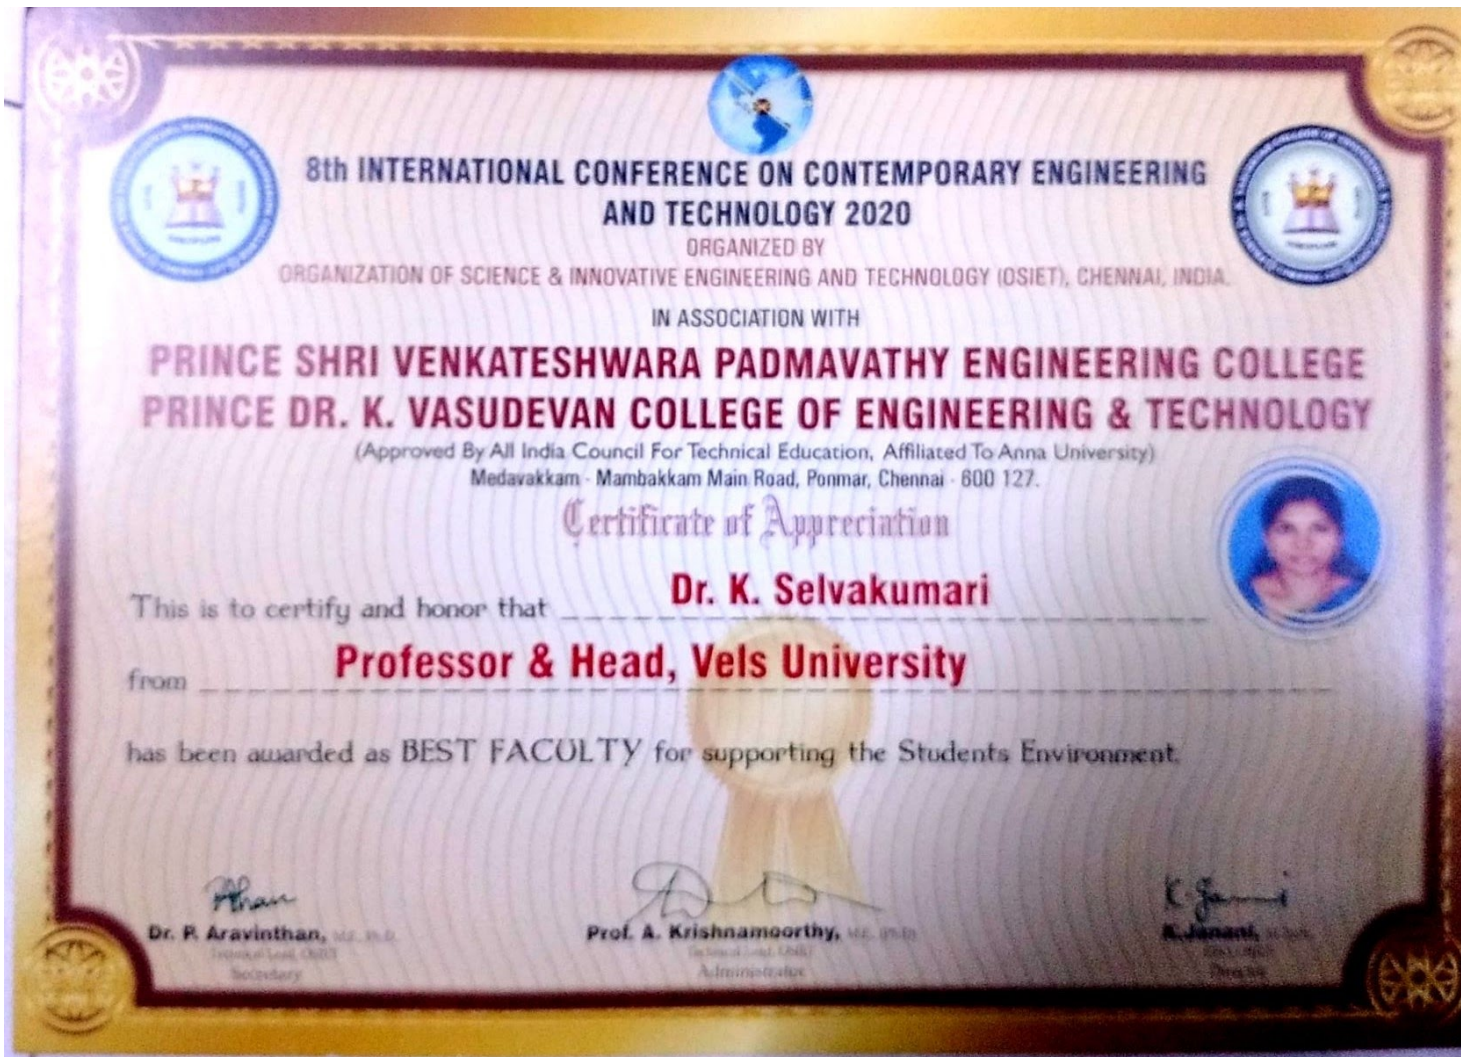 8th INTERNATIONAL CONFERENCE ON CONTEMPORARY ENGINEERING
AND TECHNOLOGY 2020
ORGANIZED BY
ORGANIZATION OF SCIENCE & INNOVATIVE ENGINEERING AND TECHNOLOGY (OSIET), CHENNAI, INDIA.
IN ASSOCIATION WITH
PRINCE SHRI VENKATESHWARA PADMAVATHY ENGINEERING COLLEGE
PRINCE DR. K. VASUDEVAN COLLEGE OF ENGINEERING & TECHNOLOGY
(Approved By All India Council For Technical Education, Affiliated To Anna University)
Medavakkam - Mambakkam Main Road, Ponmar, Chennai - 600 127.
Certificate of Appreciation
This is to certify and honor that Dr. K. Selvakumari
from Professor & Head, Vels University
has been awarded as BEST FACULTY for supporting the Students Environment.
Dr. P. Aravinthan, Prof. A. Krishnamoorthy, K. Janani,
Secretary Administrator Director